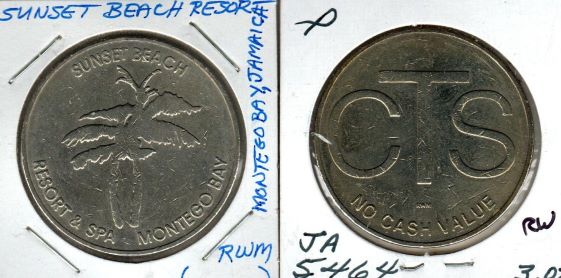 SUNSET BEACH RESORT
MONTEGO BAY, JAMAICA
SUNSET BEACH
RESORT & SPA - MONTEGO BAY
RWM
CTS
RWM
NO CASH VALUE
RW
JA
5464--